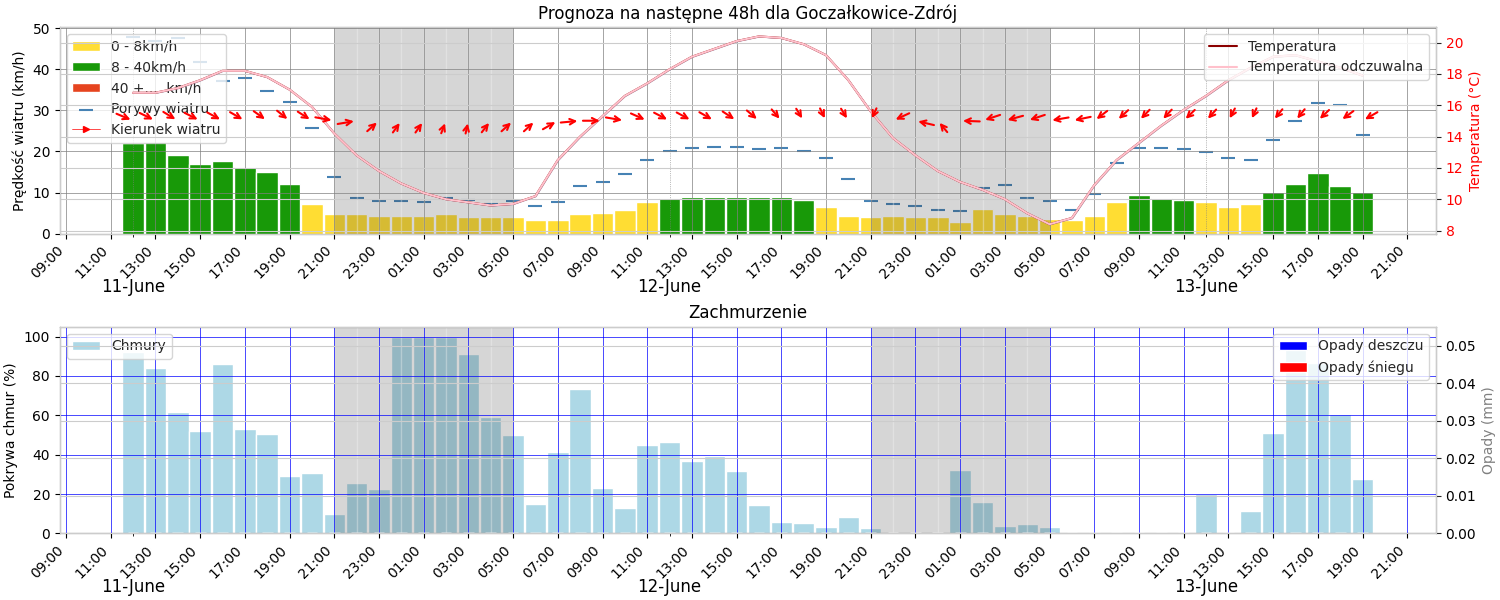 Prognoza na następne 48h dla Goczałkowice-Zdrój
Prędkość wiatru (km/h)
50
40
30
20
10
0
0 - 8km/h
8 - 40km/h
40 + ... km/h
Porywy wiatru
Kierunek wiatru
Temperatura
Temperatura odczuwalna
20
18
16
14
12
10
8
Temperatura (°C)
09:00 11:00 13:00 15:00 17:00 19:00 21:00 23:00 01:00 03:00 05:00 07:00 09:00 11:00 13:00 15:00 17:00 19:00 21:00 23:00 01:00 03:00 05:00 07:00 09:00 11:00 13:00 15:00 17:00 19:00 21:00
11-June 12-June 13-June
Zachmurzenie
Pokrywa chmur (%)
100
80
60
40
20
0
Chmury
Opady deszczu
Opady śniegu
0.05
0.04
0.03
0.02
0.01
0.00
Opady (mm)
09:00 11:00 13:00 15:00 17:00 19:00 21:00 23:00 01:00 03:00 05:00 07:00 09:00 11:00 13:00 15:00 17:00 19:00 21:00 23:00 01:00 03:00 05:00 07:00 09:00 11:00 13:00 15:00 17:00 19:00 21:00
11-June 12-June 13-June